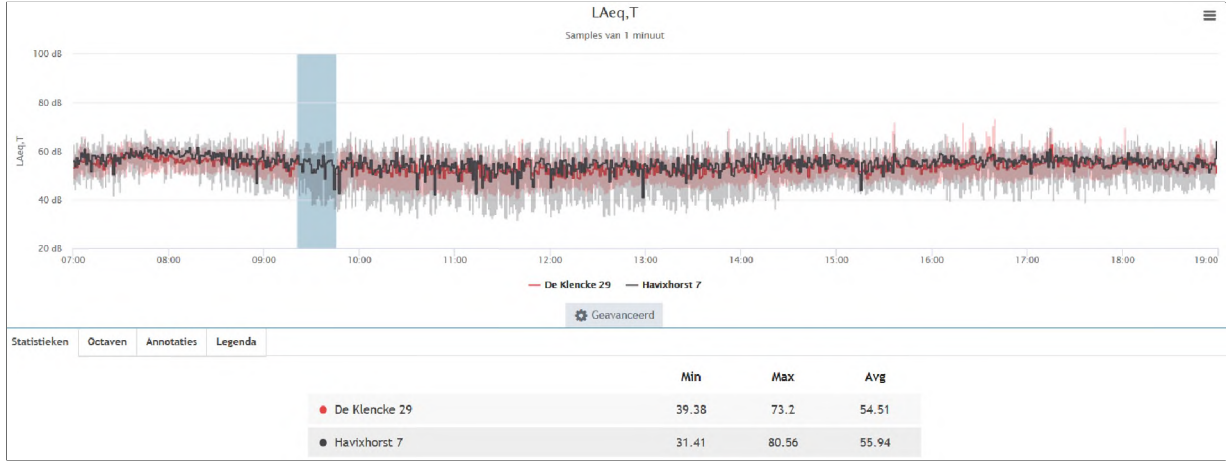 LAeq,T
Samples van 1 minuut
100 dB
80 dB
60 dB
40 dB
20 dB
LAeq,T
07:00 08:00 09:00 10:00 11:00 12:00 13:00 14:00 15:00 16:00 17:00 18:00 19:00
De Klencke 29 Havixhorst 7
Geavanceerd
Statistieken Octaven Annotaties Legenda
Min Max Avg
De Klencke 29 39.38 73.2 54.51
Havixhorst 7 31.41 80.56 55.94